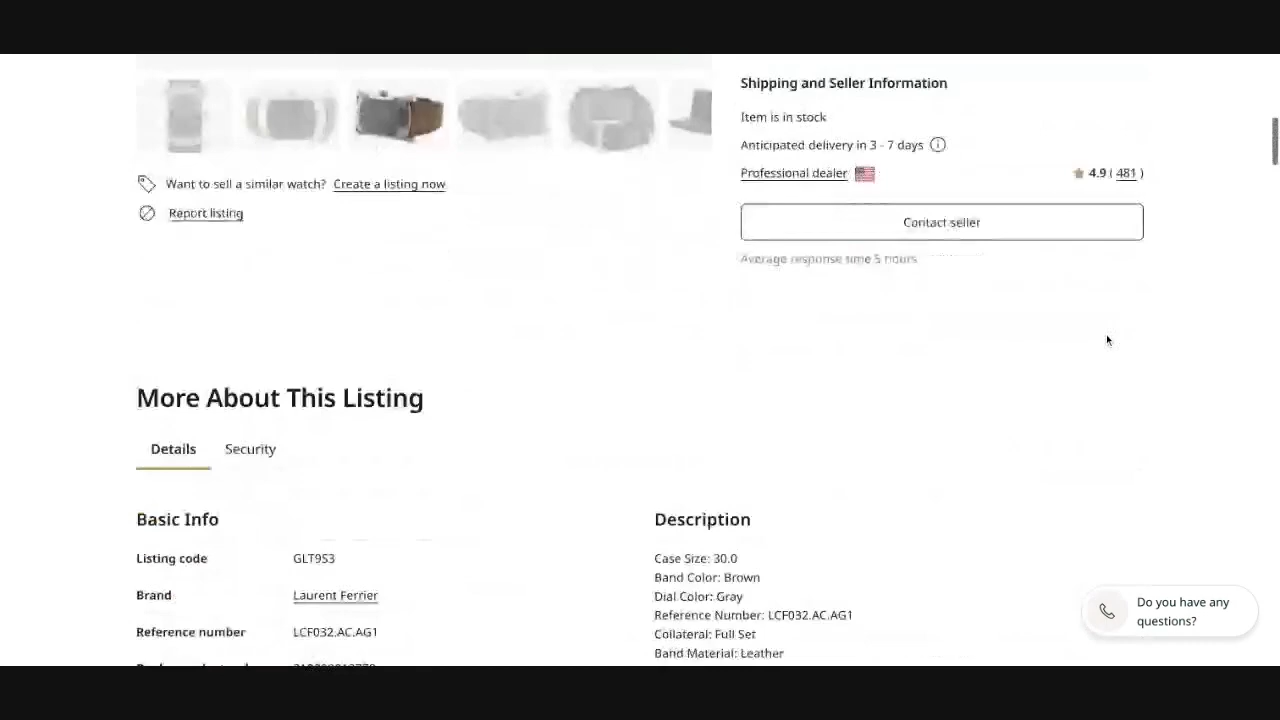 Shipping and Seller Information
Item is in stock
Anticipated delivery in 3 - 7 days
Professional dealer 4.9 ( 481 )
Want to sell a similar watch? Create a listing now
Report listing
Contact seller
Average response time 5 hours
More About This Listing
Details Security
Basic Info
Listing code GLT9S3
Brand Laurent Ferrier
Reference number LCF032.AC.AG1
Description
Case Size: 30.0
Band Color: Brown
Dial Color: Gray
Reference Number: LCF032.AC.AG1
Collateral: Full Set
Band Material: Leather
Do you have any
questions?